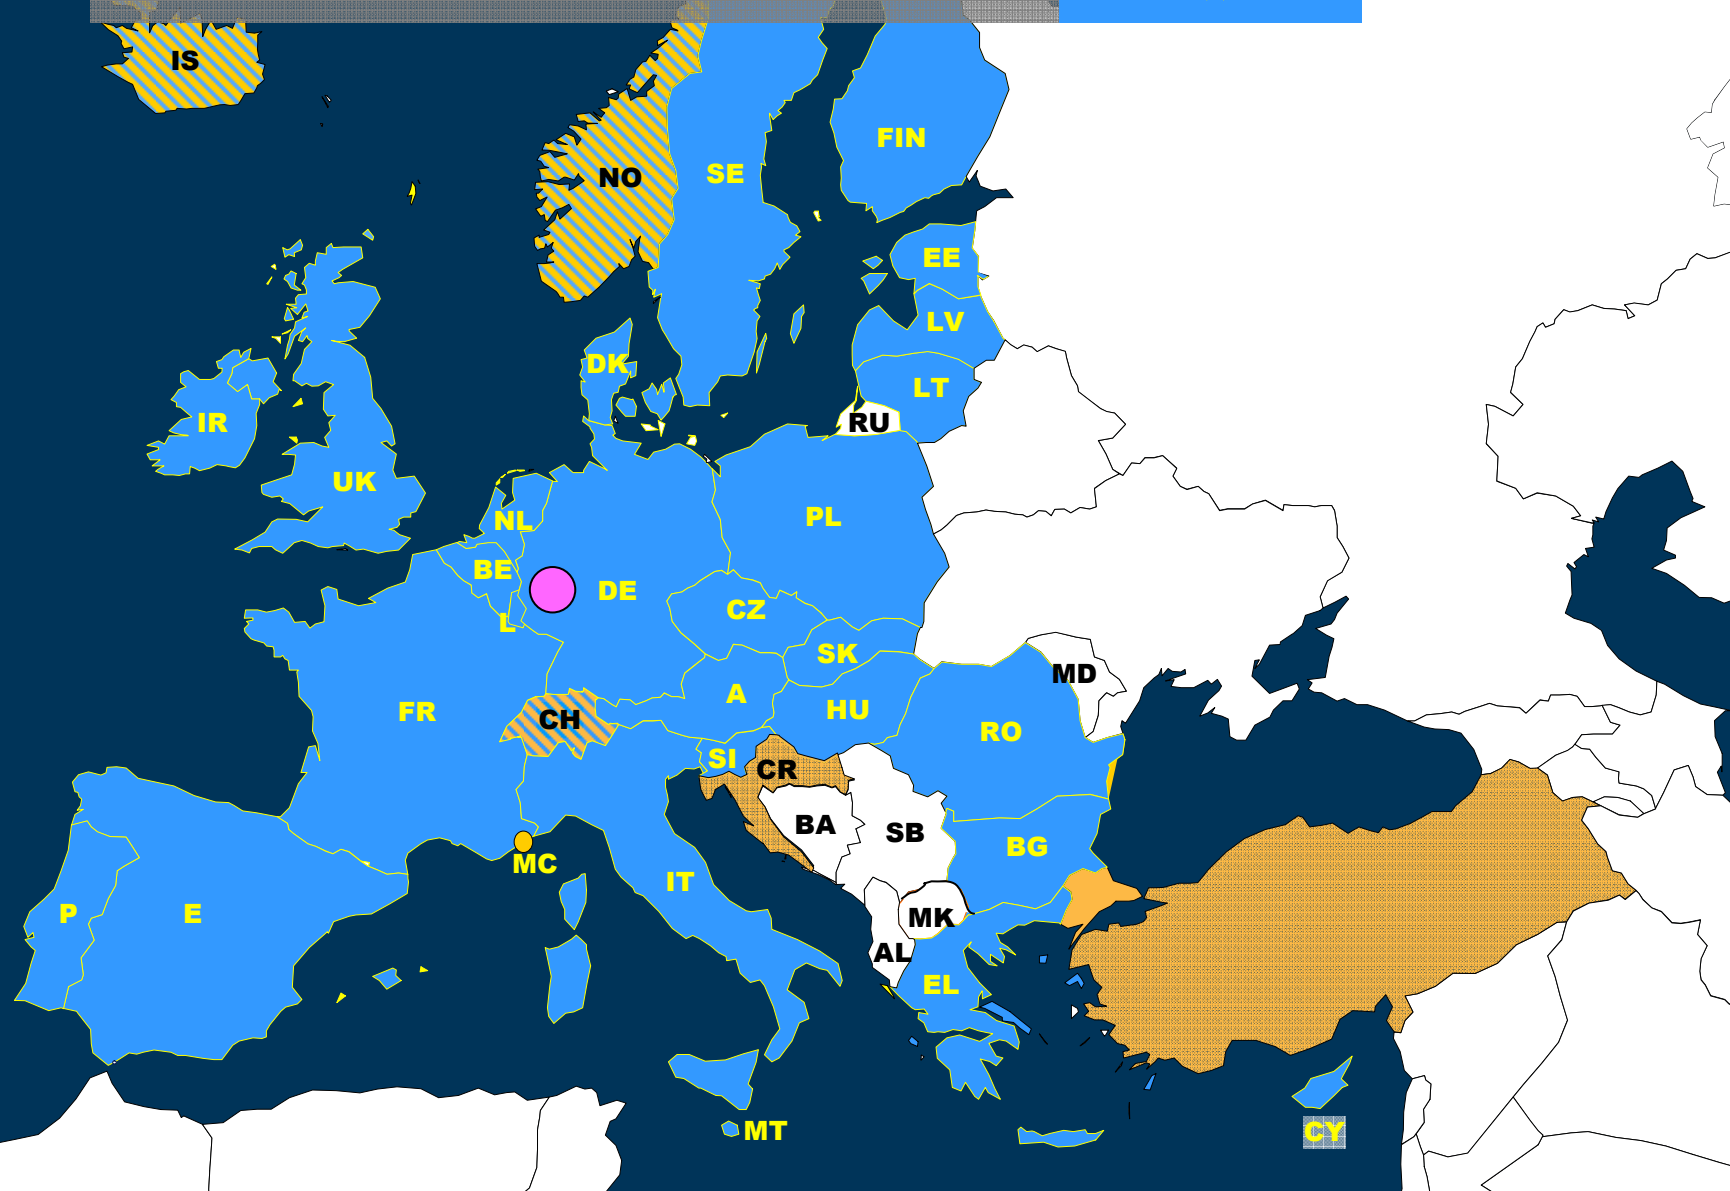 IS
FIN
SE
NO
EE
LV
DK
LT
IR
RU
UK
PL
NL
BE
DE
CZ
L
SK
MD
A
HU
FR
CH
RO
SI
CR
BA
SB
BG
MC
IT
P
E
MK
AL
EL
MT
CY